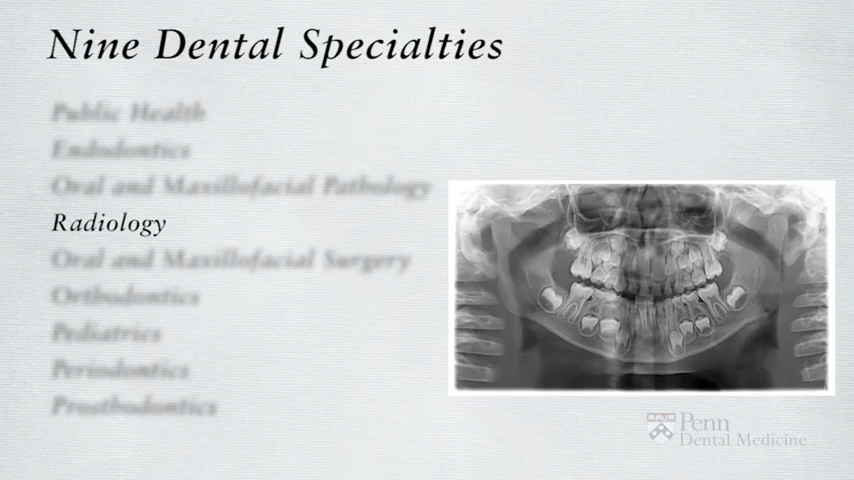 Nine Dental Specialties
Public Health
Endodontics
Oral and Maxillofacial Pathology
Radiology
Oral and Maxillofacial Surgery
Orthodontics
Pediatrics
Periodontics
Prosthodontics
Penn
Dental Medicine